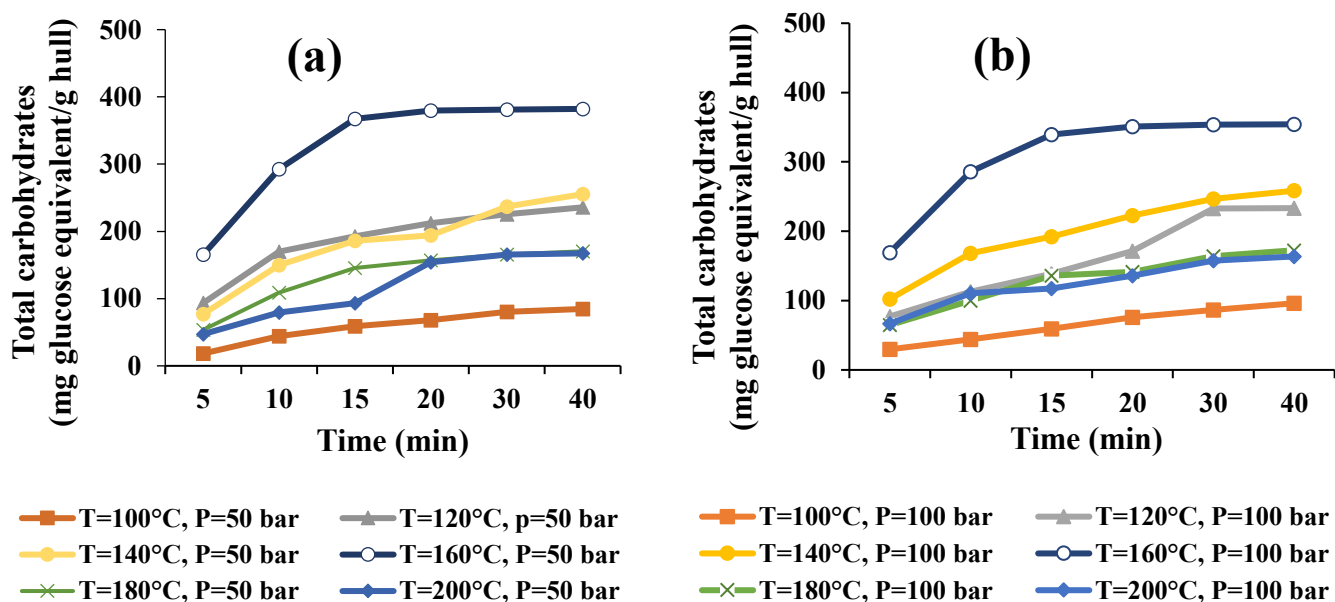 Total carbohydrates
(mg glucose equivalent/g hull)
500
400
300
200
100
0
(a)
5 10 15 20 30 40
Time (min)
T=100°C, P=50 bar
T=120°C, p=50 bar
T=140°C, P=50 bar
T=160°C, P=50 bar
T=180°C, P=50 bar
T=200°C, P=50 bar
Total carbohydrates
(mg glucose equivalent/g hull)
500
400
300
200
100
0
(b)
5 10 15 20 30 40
Time (min)
T=100°C, P=100 bar
T=120°C, P=100 bar
T=140°C, P=100 bar
T=160°C, P=100 bar
T=180°C, P=100 bar
T=200°C, P=100 bar